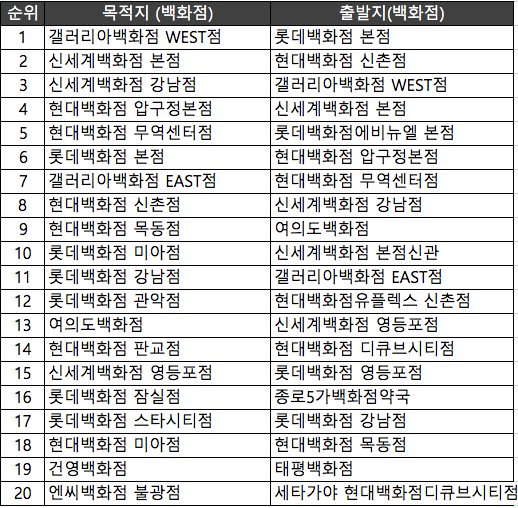 순위 목적지 (백화점) 출발지(백화점)
1 갤러리아백화점 WEST점 롯데백화점 본점
2 신세계백화점 본점 현대백화점 신촌점
3 신세계백화점 강남점 갤러리아백화점 WEST점
4 현대백화점 압구정본점 신세계백화점 본점
5 현대백화점 무역센터점 롯데백화점에비뉴엘 본점
6 롯데백화점 본점 현대백화점 압구정본점
7 갤러리아백화점 EAST점 현대백화점 무역센터점
8 현대백화점 신촌점 신세계백화점 강남점
9 현대백화점 목동점 여의도백화점
10 롯데백화점 미아점 신세계백화점 본점신관
11 롯데백화점 강남점 갤러리아백화점 EAST점
12 롯데백화점 관악점 현대백화점유플렉스 신촌점
13 여의도백화점 신세계백화점 영등포점
14 현대백화점 판교점 현대백화점 디큐브시티점
15 신세계백화점 영등포점 롯데백화점 영등포점
16 롯데백화점 잠실점 종로5가백화점약국
17 롯데백화점 스타시티점 롯데백화점 강남점
18 현대백화점 미아점 현대백화점 목동점
19 건영백화점 태평백화점
20 엔씨백화점 불광점 세타가야 현대백화점디큐브시티점